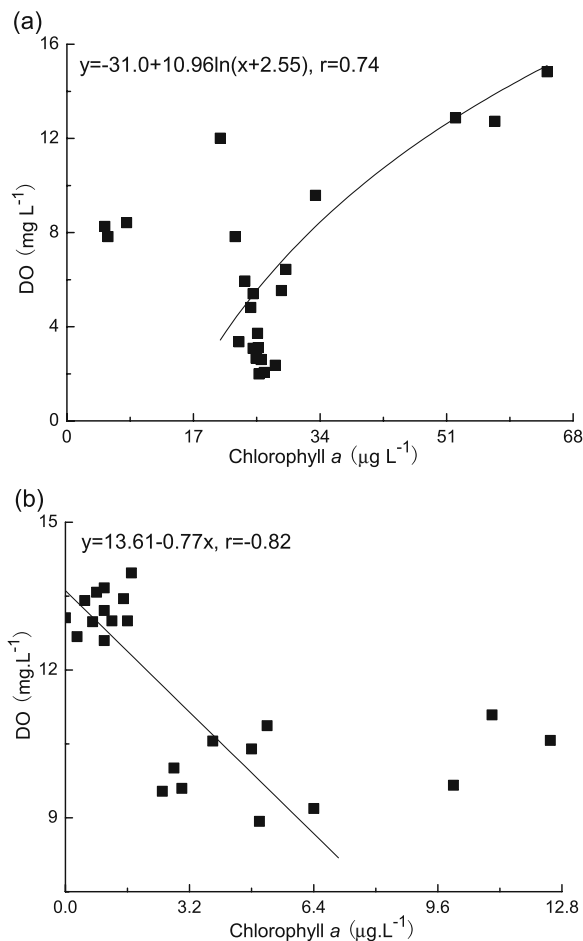 (a)
y=-31.0+10.96ln(x+2.55), r=0.74
16
12
8
4
0
DO (mg L⁻¹)
0 17 34 51 68
Chlorophyll a (μg L⁻¹)
(b)
y=13.61-0.77x, r=-0.82
15
12
9
DO (mg.L⁻¹)
0.0 3.2 6.4 9.6 12.8
Chlorophyll a (μg.L⁻¹)